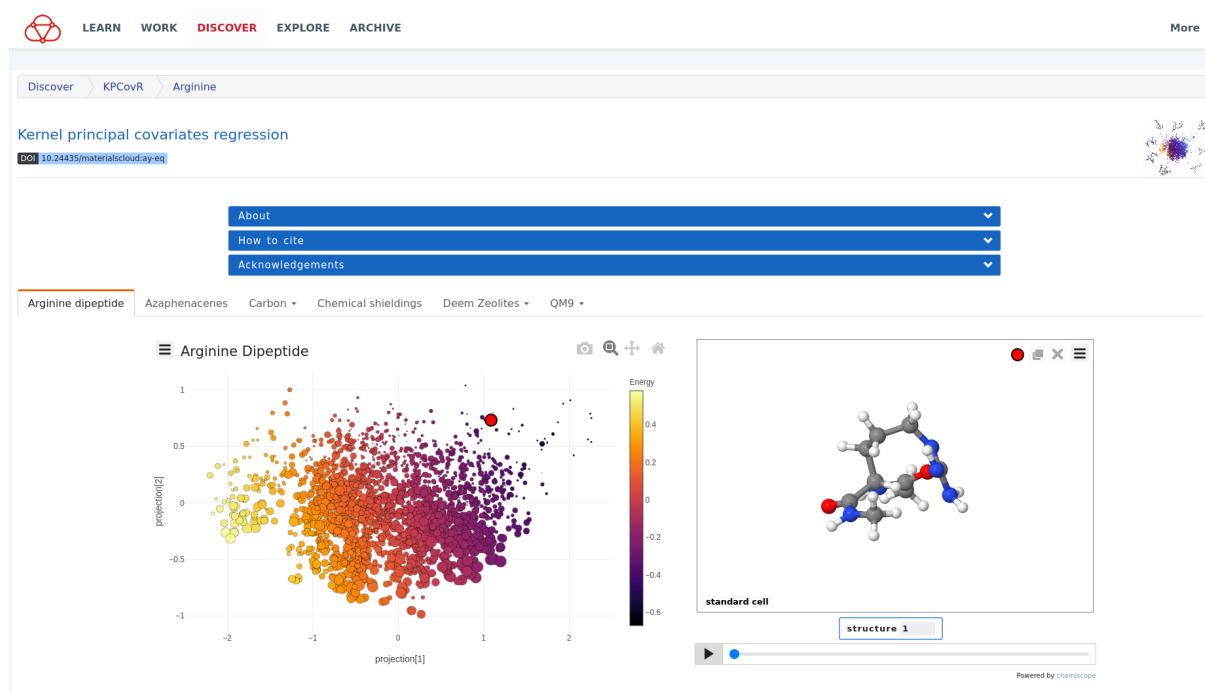 LEARN WORK DISCOVER EXPLORE ARCHIVE More
Discover KPCovR Arginine
Kernel principal covariates regression
DOI 10.24435/materialscloud:ay-eq
About
How to cite
Acknowledgements
Arginine dipeptide Azaphenacenes Carbon Chemical shieldings Deem Zeolites QM9
Arginine Dipeptide
Energy
1
0.5
0
−0.5
−1
projection[2]
−2 −1 0 1 2
projection[1]
0.4
0.2
0
−0.2
−0.4
−0.6
standard cell
structure 1
Powered by chemiscope